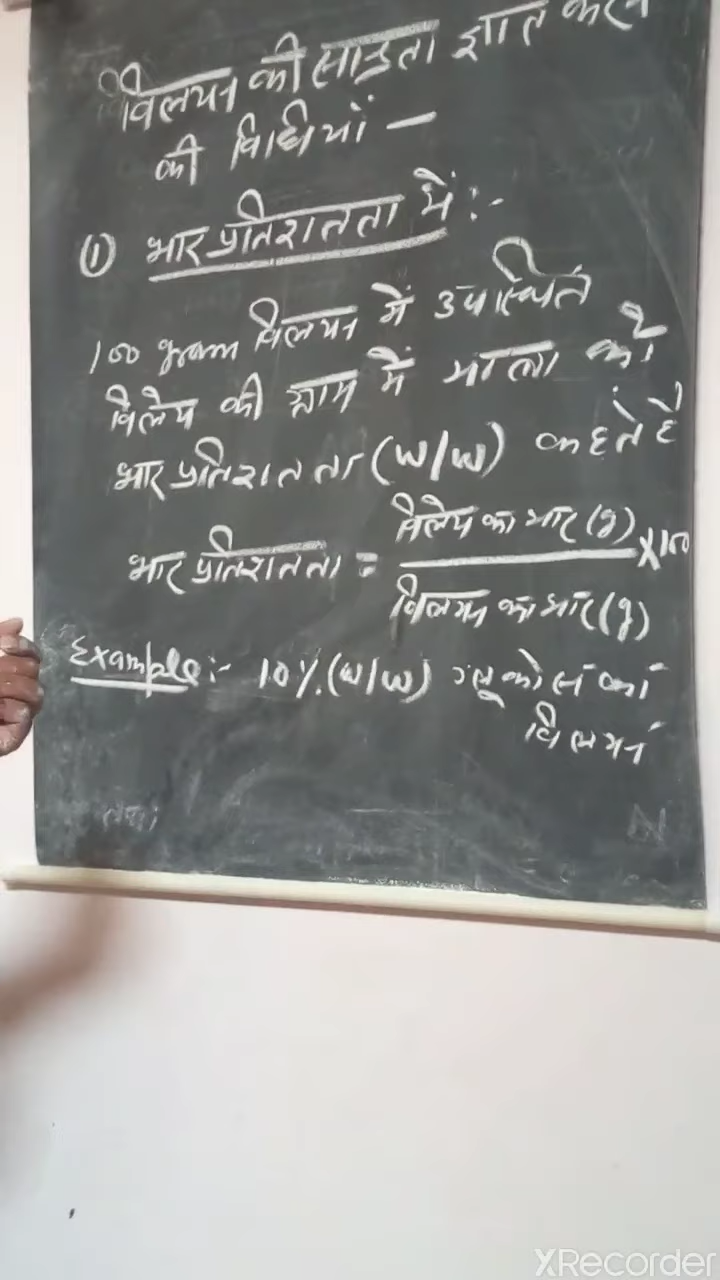 विलयन की सांद्रता ज्ञात करने
की विधियाँ —
① भार प्रतिशतता में :-
100 gram विलयन में उपस्थित
विलेय की ग्राम में मात्रा को
भार प्रतिशतता (w/w) कहते है
भार प्रतिशतता = विलेय का भार (g) / विलयन का भार (g) × 100
Example :- 10 % (w/w) ग्लूकोस का
विलयन
XRecorder